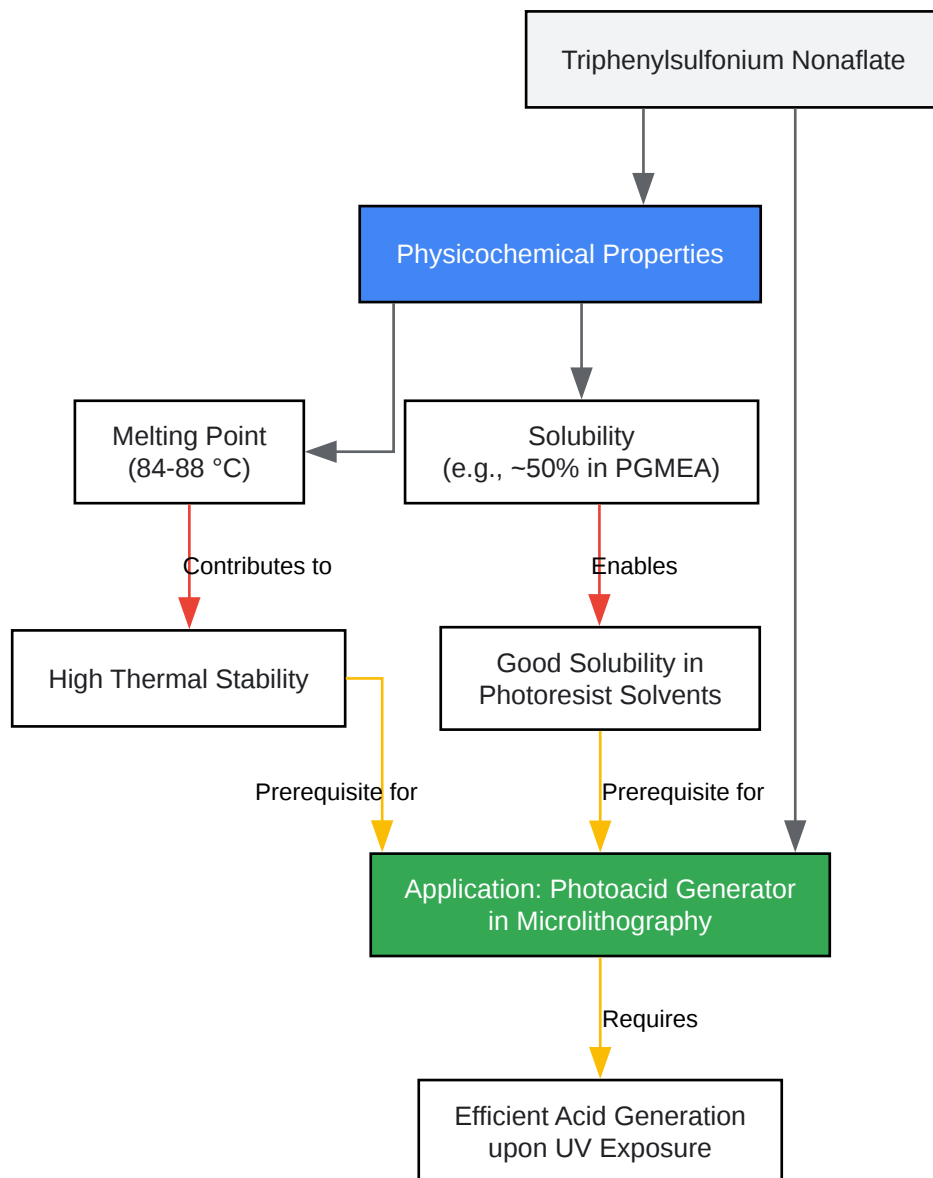 Triphenylsulfonium Nonaflate
Physicochemical Properties
Melting Point
(84-88 °C)
Solubility
(e.g., ~50% in PGMEA)
Contributes to
Enables
High Thermal Stability
Good Solubility in
Photoresist Solvents
Prerequisite for
Prerequisite for
Application: Photoacid Generator
in Microlithography
Requires
Efficient Acid Generation
upon UV Exposure